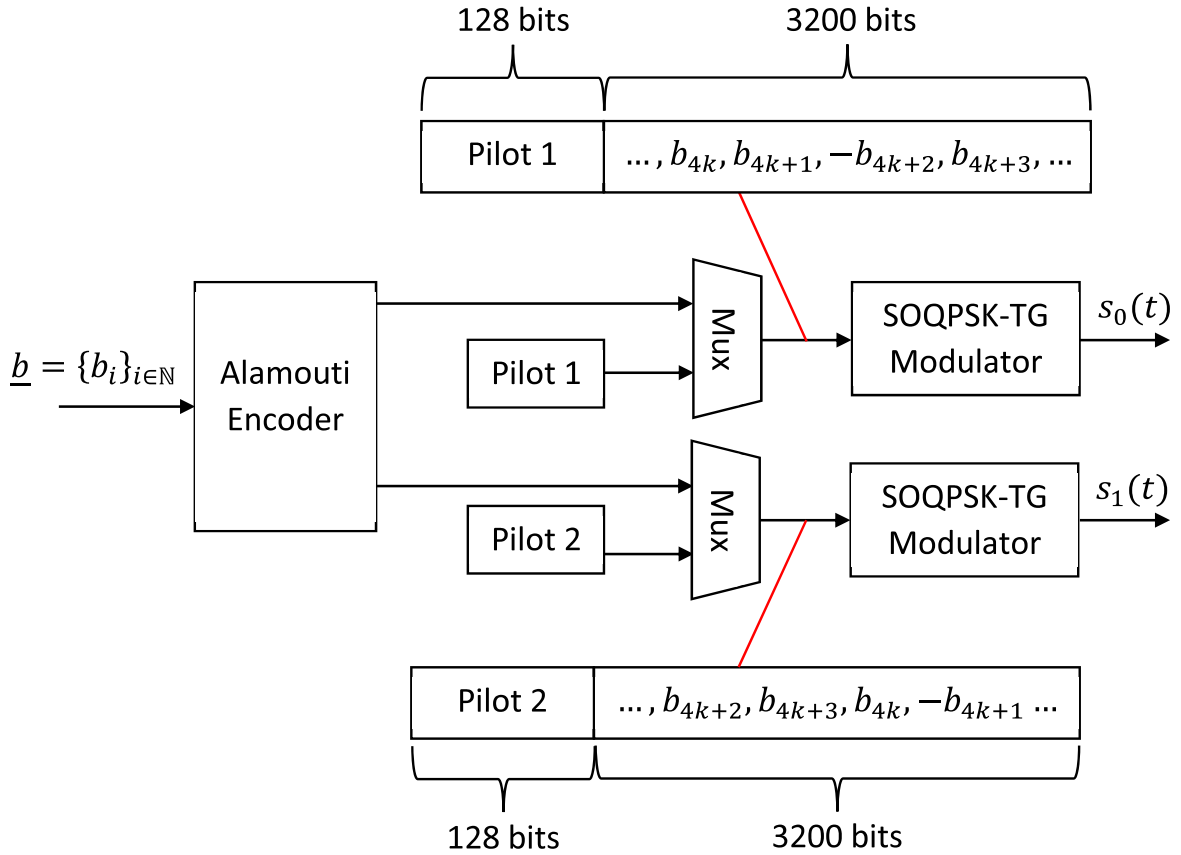 128 bits 3200 bits
Pilot 1 …, b_{4k}, b_{4k+1}, −b_{4k+2}, b_{4k+3}, …
b = {b_i}_{i∈ℕ}
Alamouti
Encoder
Pilot 1
Mux
SOQPSK-TG
Modulator
s_0(t)
Pilot 2
Mux
SOQPSK-TG
Modulator
s_1(t)
Pilot 2 …, b_{4k+2}, b_{4k+3}, b_{4k}, −b_{4k+1} …
128 bits 3200 bits